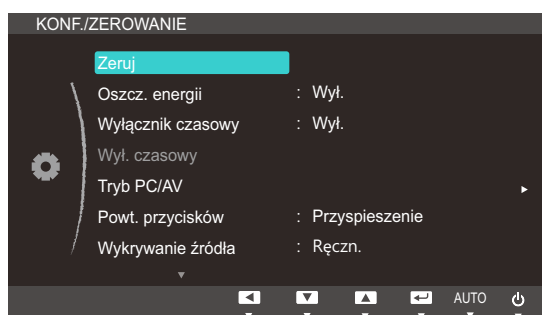 KONF./ZEROWANIE
Zeruj
Oszcz. energii : Wył.
Wyłącznik czasowy : Wył.
Wył. czasowy
Tryb PC/AV
Powt. przycisków : Przyspieszenie
Wykrywanie źródła : Ręczn.
AUTO